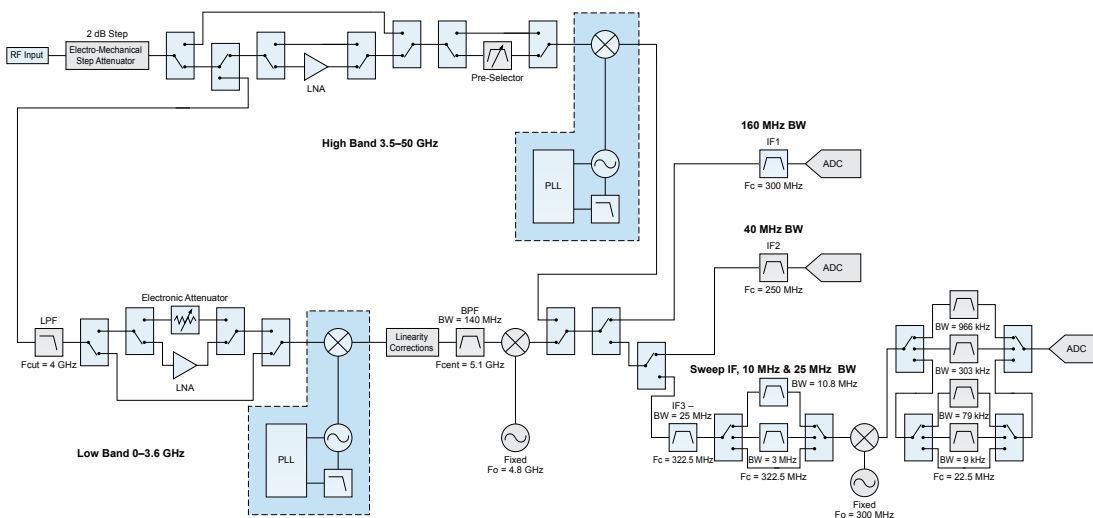 2 dB Step
RF Input
Electro-Mechanical
Step Attenuator
LNA
Pre-Selector
High Band 3.5–50 GHz
PLL
160 MHz BW
IF1
ADC
Fc = 300 MHz
40 MHz BW
IF2
ADC
Fc = 250 MHz
LPF
Fcut = 4 GHz
Electronic Attenuator
LNA
Low Band 0–3.6 GHz
PLL
Linearity
Corrections
BPF
BW = 140 MHz
Fcent = 5.1 GHz
Fixed
Fo = 4.8 GHz
Sweep IF, 10 MHz & 25 MHz BW
IF3 –
BW = 25 MHz
Fc = 322.5 MHz
BW = 10.8 MHz
BW = 3 MHz
Fc = 322.5 MHz
Fixed
Fo = 300 MHz
BW = 966 kHz
BW = 303 kHz
BW = 79 kHz
BW = 9 kHz
Fc = 22.5 MHz
ADC